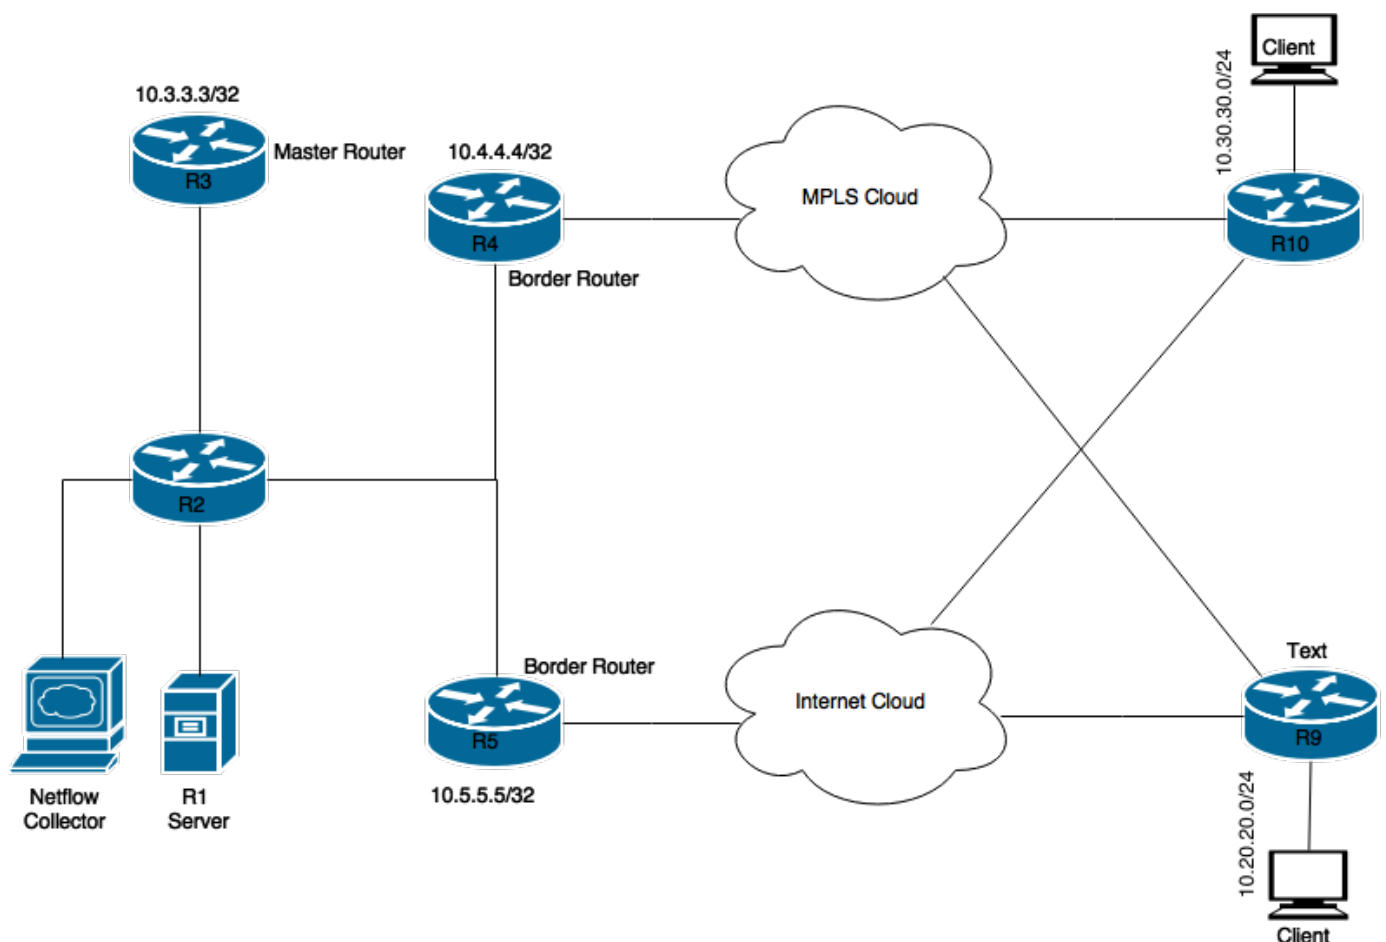 Client
10.30.30.0/24
10.3.3.3/32
Master Router
R3
10.4.4.4/32
R4
Border Router
MPLS Cloud
R10
R2
Border Router
R5
10.5.5.5/32
Internet Cloud
Text
R9
10.20.20.0/24
Client
Netflow
Collector
R1
Server